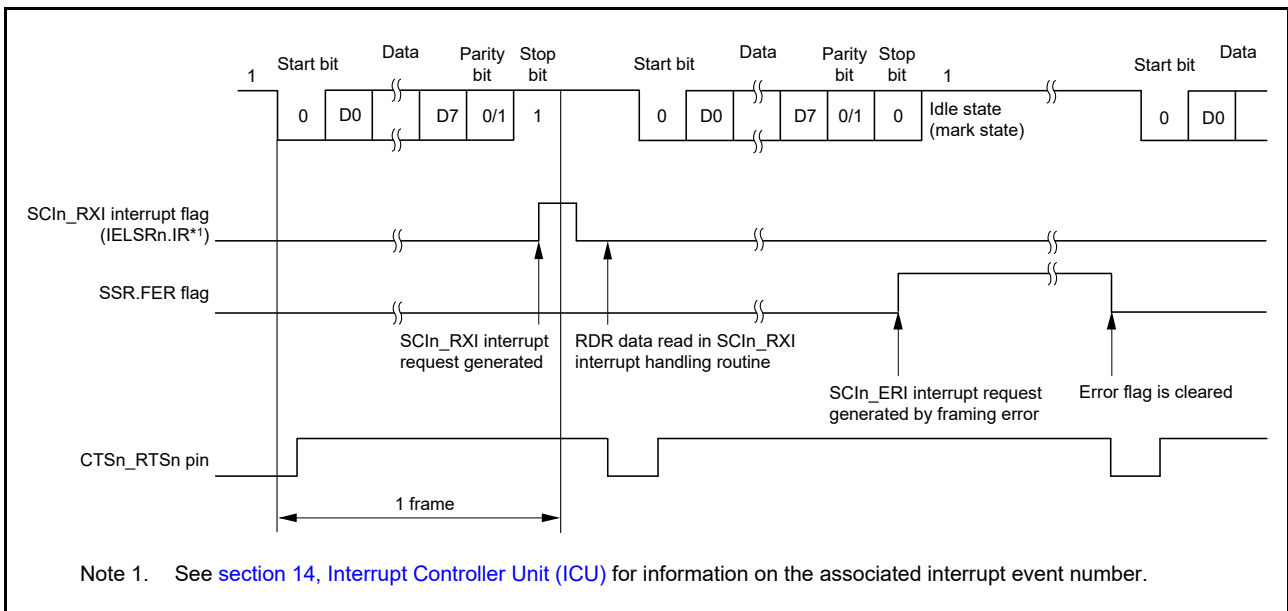 1
Start bit
Data
Parity bit
Stop bit
Start bit
Data
Parity bit
Stop bit
1
Start bit
Data
0
D0
D7
0/1
1
0
D0
D7
0/1
0
Idle state
(mark state)
0
D0
SCIn_RXI interrupt flag
(IELSRn.IR*1)
SSR.FER flag
SCIn_RXI interrupt
request generated
RDR data read in SCIn_RXI
interrupt handling routine
SCIn_ERI interrupt request
generated by framing error
Error flag is cleared
CTSn_RTSn pin
1 frame
Note 1. See section 14, Interrupt Controller Unit (ICU) for information on the associated interrupt event number.